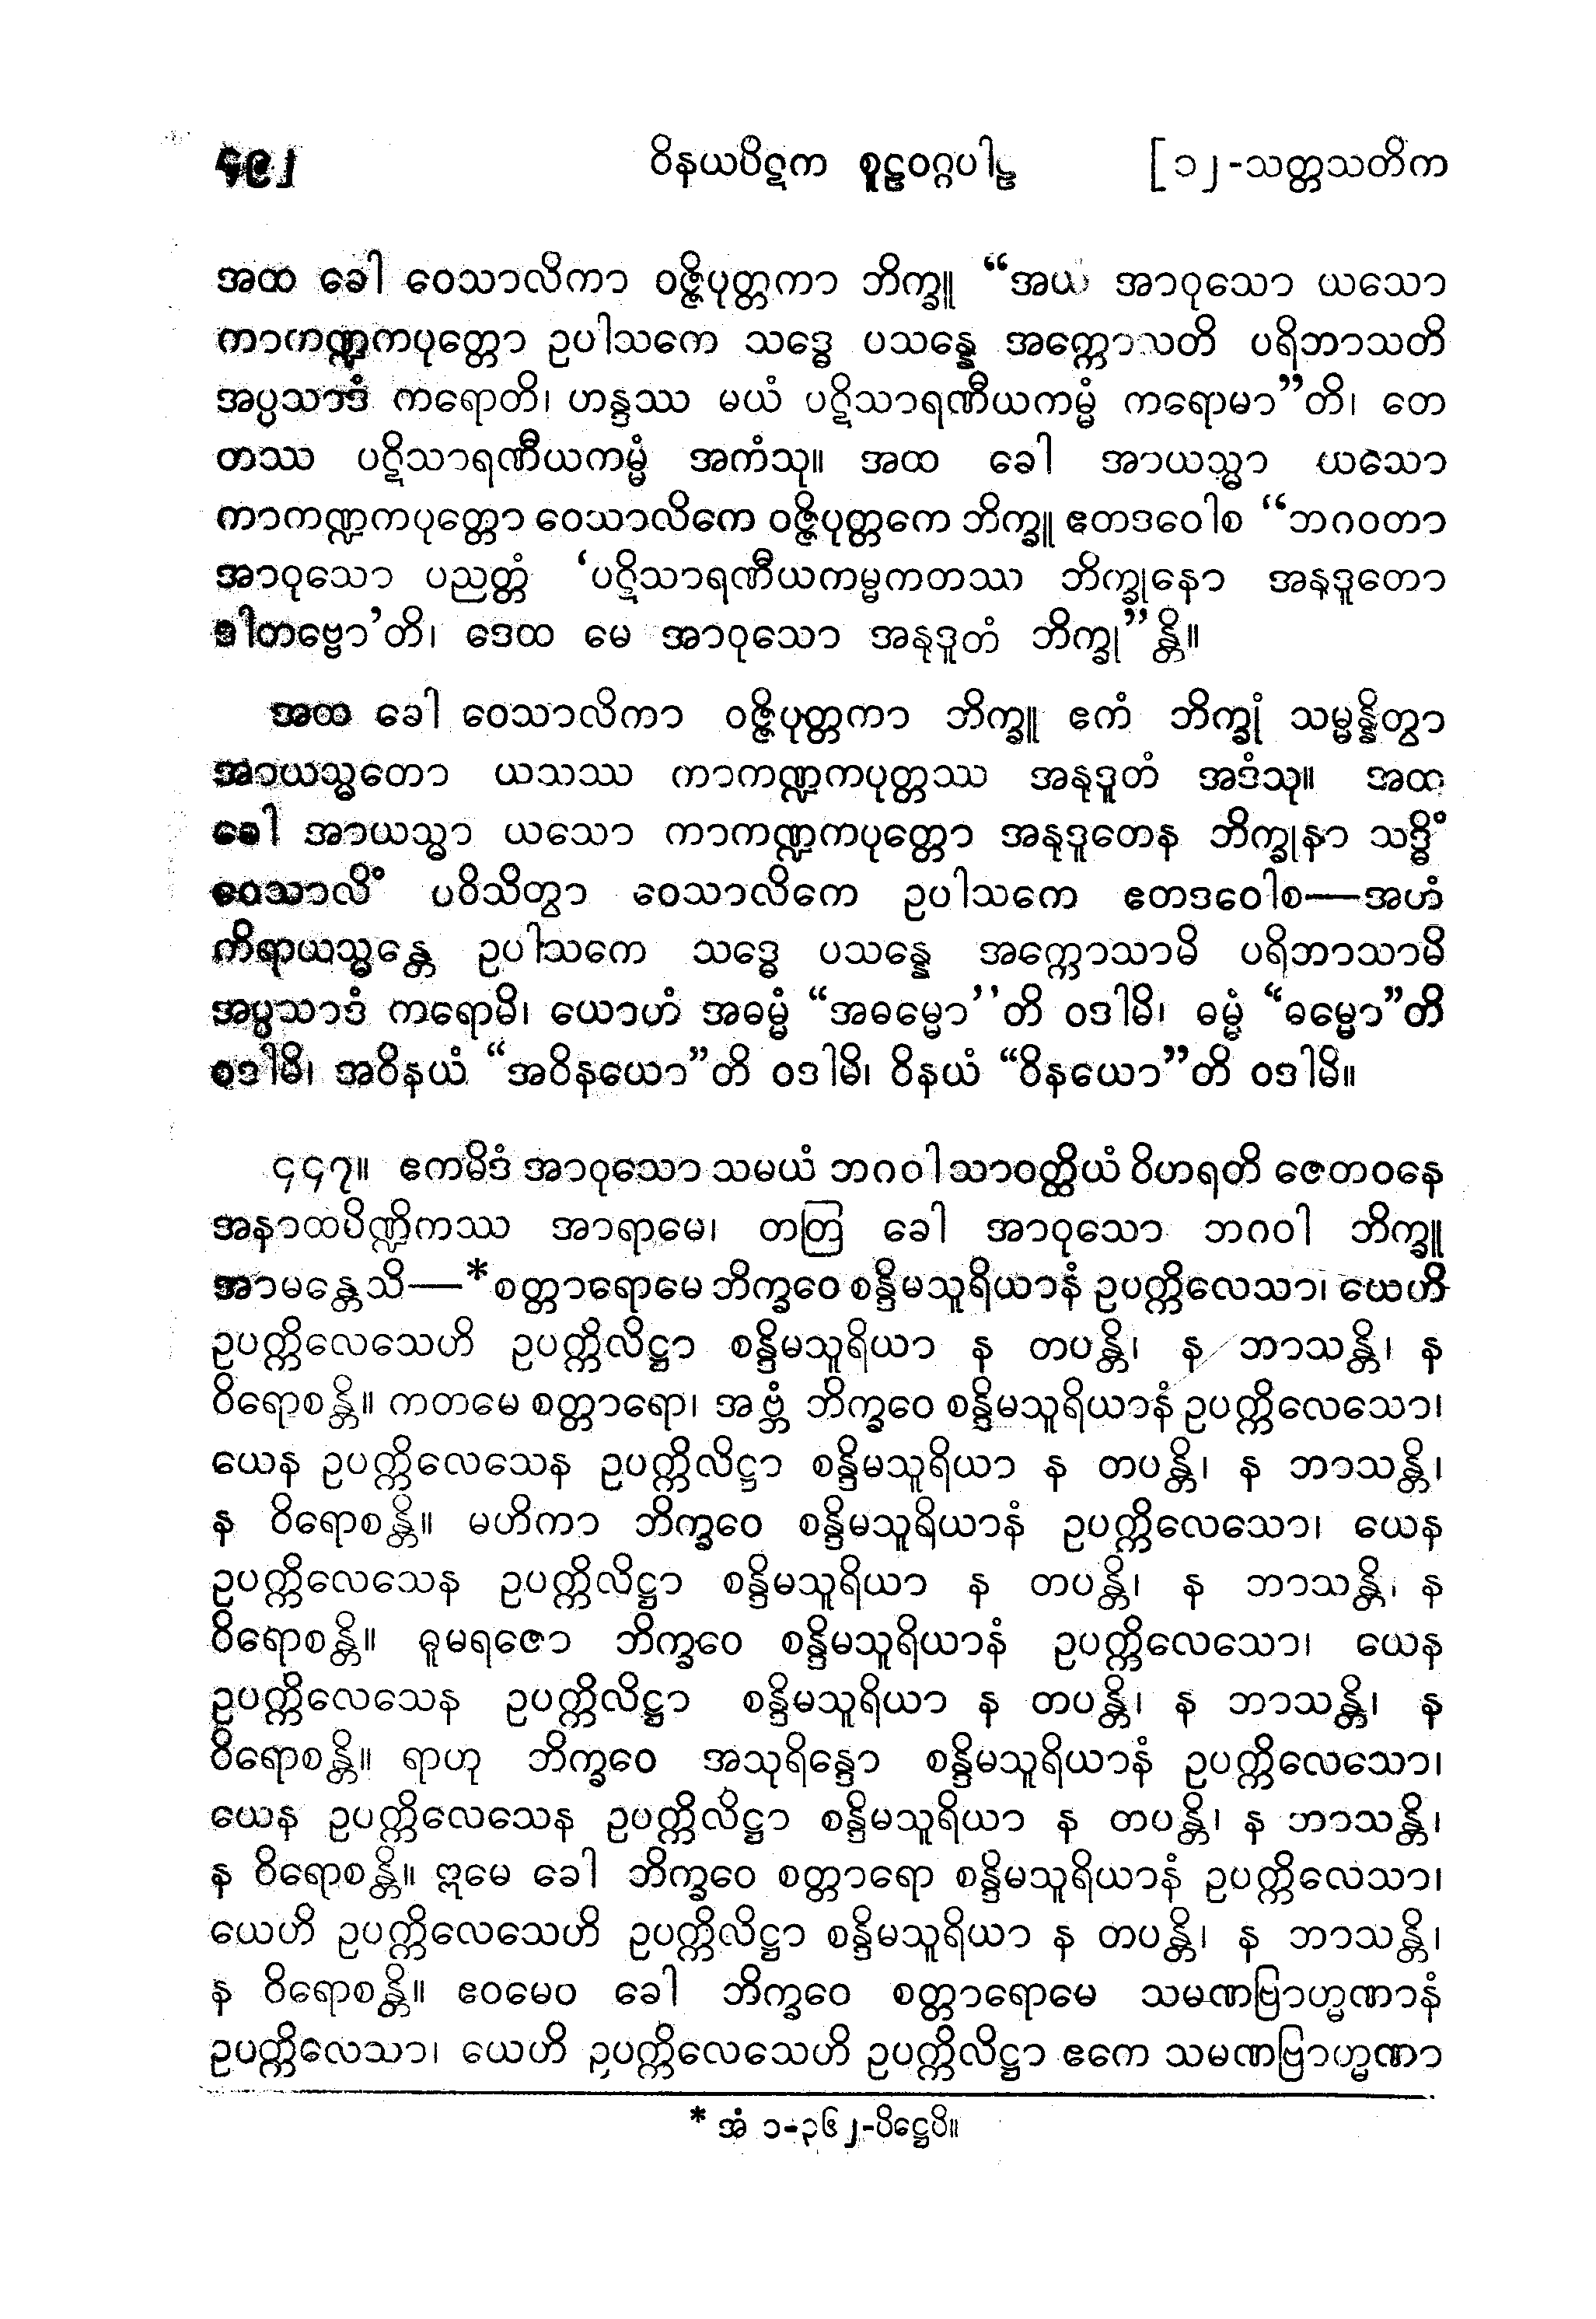 ၄၉၂ ဝိနယပိဋက စူဠဝဂ္ဂပါဠိ [၁၂-သတ္တသတိက
အထ ခေါ ဝေသာလိကာ ဝဇ္ဇိပုတ္တကာ ဘိက္ခူ “အယံ အာဝုသော ယသော
ကာကဏ္ဍကပုတ္တော ဥပါသကေ သဒ္ဓေ ပသန္နေ အက္ကောသတိ ပရိဘာသတိ
အပ္ပသာဒံ ကရောတိ၊ ဟန္ဒဿ မယံ ပဋိသာရဏီယကမ္မံ ကရောမာ”တိ၊ တေ
တဿ ပဋိသာရဏီယကမ္မံ အကံသု။ အထ ခေါ အာယသ္မာ ယသော
ကာကဏ္ဍကပုတ္တော ဝေသာလိကေ ဝဇ္ဇိပုတ္တကေ ဘိက္ခူ ဧတဒဝေါစ “ဘဂဝတာ
အာဝုသော ပညတ္တံ ‘ပဋိသာရဏီယကမ္မကတဿ ဘိက္ခုနော အနုဒူတော
ဒါတဗ္ဗော’တိ၊ ဒေထ မေ အာဝုသော အနုဒူတံ ဘိက္ခု”န္တိ။
အထ ခေါ ဝေသာလိကာ ဝဇ္ဇိပုတ္တကာ ဘိက္ခူ ဧကံ ဘိက္ခုံ သမ္မန္နိတွာ
အာယသ္မတော ယသဿ ကာကဏ္ဍကပုတ္တဿ အနုဒူတံ အဒံသု။ အထ
ခေါ အာယသ္မာ ယသော ကာကဏ္ဍကပုတ္တော အနုဒူတေန ဘိက္ခုနာ သဒ္ဓိံ
ဝေသာလိံ ပဝိသိတွာ ဝေသာလိကေ ဥပါသကေ ဧတဒဝေါစ—အဟံ
ကိရာယသ္မန္တေ ဥပါသကေ သဒ္ဓေ ပသန္နေ အက္ကောသာမိ ပရိဘာသာမိ
အပ္ပသာဒံ ကရောမိ၊ ယောဟံ အဓမ္မံ “အဓမ္မော’’တိ ဝဒါမိ၊ ဓမ္မံ “ဓမ္မော”တိ
ဝဒါမိ၊ အဝိနယံ “အဝိနယော”တိ ဝဒါမိ၊ ဝိနယံ “ဝိနယော”တိ ဝဒါမိ။
၄၄၇။ ဧကမိဒံ အာဝုသော သမယံ ဘဂဝါ သာဝတ္ထိယံ ဝိဟရတိ ဇေတဝနေ
အနာထပိဏ္ဍိကဿ အာရာမေ၊ တတြ ခေါ အာဝုသော ဘဂဝါ ဘိက္ခူ
အာမန္တေသိ—*စတ္တာရောမေ ဘိက္ခဝေ စန္ဒိမသူရိယာနံ ဥပက္ကိလေသာ၊ ယေဟိ
ဥပက္ကိလေသေဟိ ဥပက္ကိလိဋ္ဌာ စန္ဒိမသူရိယာ န တပန္တိ၊ န ဘာသန္တိ၊ န
ဝိရောစန္တိ။ ကတမေ စတ္တာရော၊ အဗ္ဘံ ဘိက္ခဝေ စန္ဒိမသူရိယာနံ ဥပက္ကိလေသော၊
ယေန ဥပက္ကိလေသေန ဥပက္ကိလိဋ္ဌာ စန္ဒိမသူရိယာ န တပန္တိ၊ န ဘာသန္တိ၊
န ဝိရောစန္တိ။ မဟိကာ ဘိက္ခဝေ စန္ဒိမသူရိယာနံ ဥပက္ကိလေသော၊ ယေန
ဥပက္ကိလေသေန ဥပက္ကိလိဋ္ဌာ စန္ဒိမသူရိယာ န တပန္တိ၊ န ဘာသန္တိ၊ န
ဝိရောစန္တိ။ ဓူမရဇော ဘိက္ခဝေ စန္ဒိမသူရိယာနံ ဥပက္ကိလေသော၊ ယေန
ဥပက္ကိလေသေန ဥပက္ကိလိဋ္ဌာ စန္ဒိမသူရိယာ န တပန္တိ၊ န ဘာသန္တိ၊ န
ဝိရောစန္တိ။ ရာဟု ဘိက္ခဝေ အသုရိန္ဒော စန္ဒိမသူရိယာနံ ဥပက္ကိလေသော၊
ယေန ဥပက္ကိလေသေန ဥပက္ကိလိဋ္ဌာ စန္ဒိမသူရိယာ န တပန္တိ၊ န ဘာသန္တိ၊
န ဝိရောစန္တိ။ ဣမေ ခေါ ဘိက္ခဝေ စတ္တာရော စန္ဒိမသူရိယာနံ ဥပက္ကိလေသာ၊
ယေဟိ ဥပက္ကိလေသေဟိ ဥပက္ကိလိဋ္ဌာ စန္ဒိမသူရိယာ န တပန္တိ၊ န ဘာသန္တိ၊
န ဝိရောစန္တိ။ ဧဝမေဝ ခေါ ဘိက္ခဝေ စတ္တာရောမေ သမဏဗြာဟ္မဏာနံ
ဥပက္ကိလေသာ၊ ယေဟိ ဥပက္ကိလေသေဟိ ဥပက္ကိလိဋ္ဌာ ဧကေ သမဏဗြာဟ္မဏာ
* အံ ၁-၃၆၂-ပိဋ္ဌေပိ။